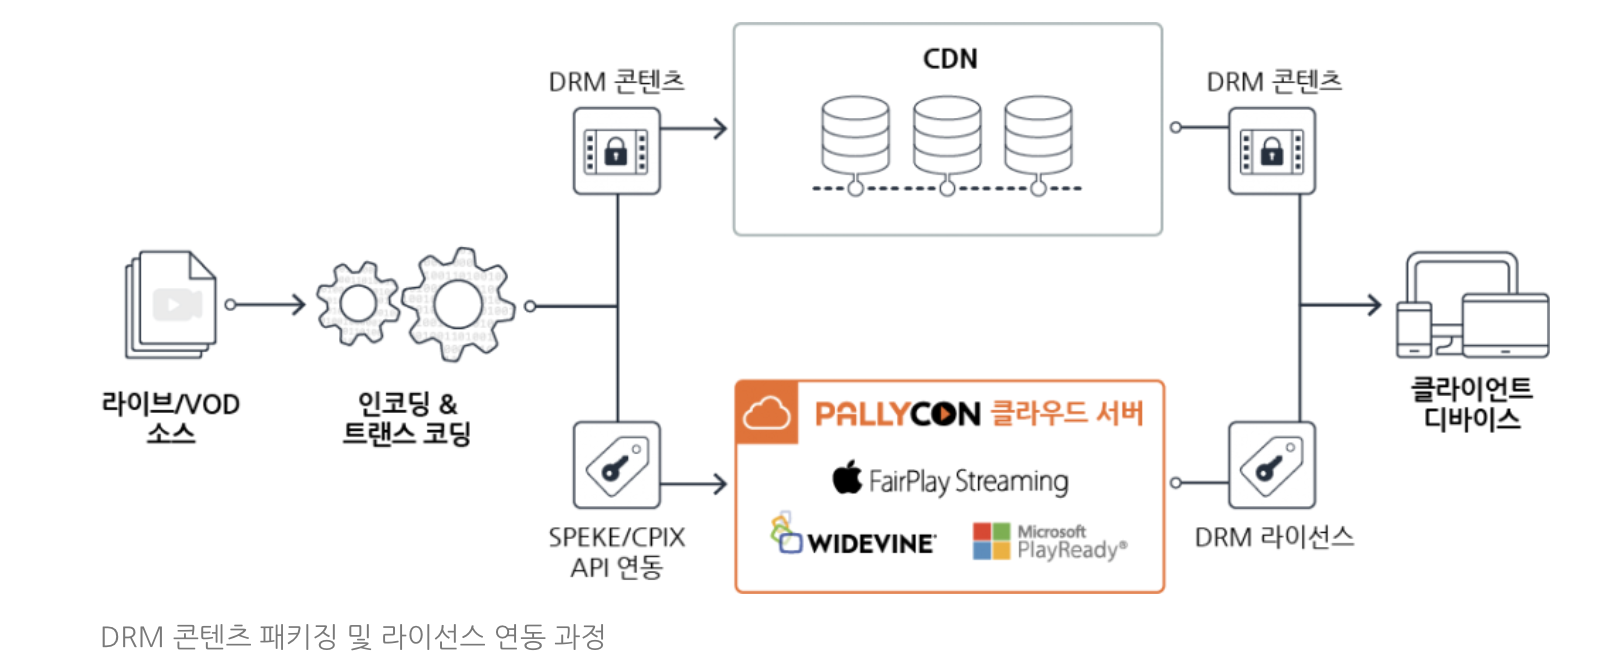 CDN
DRM 콘텐츠
DRM 콘텐츠
라이브/VOD
소스
인코딩 &
트랜스 코딩
클라이언트
디바이스
PALLYCON 클라우드 서버
FairPlay Streaming
WIDEVINE
Microsoft
PlayReady®
SPEKE/CPIX
API 연동
DRM 라이선스
DRM 콘텐츠 패키징 및 라이선스 연동 과정